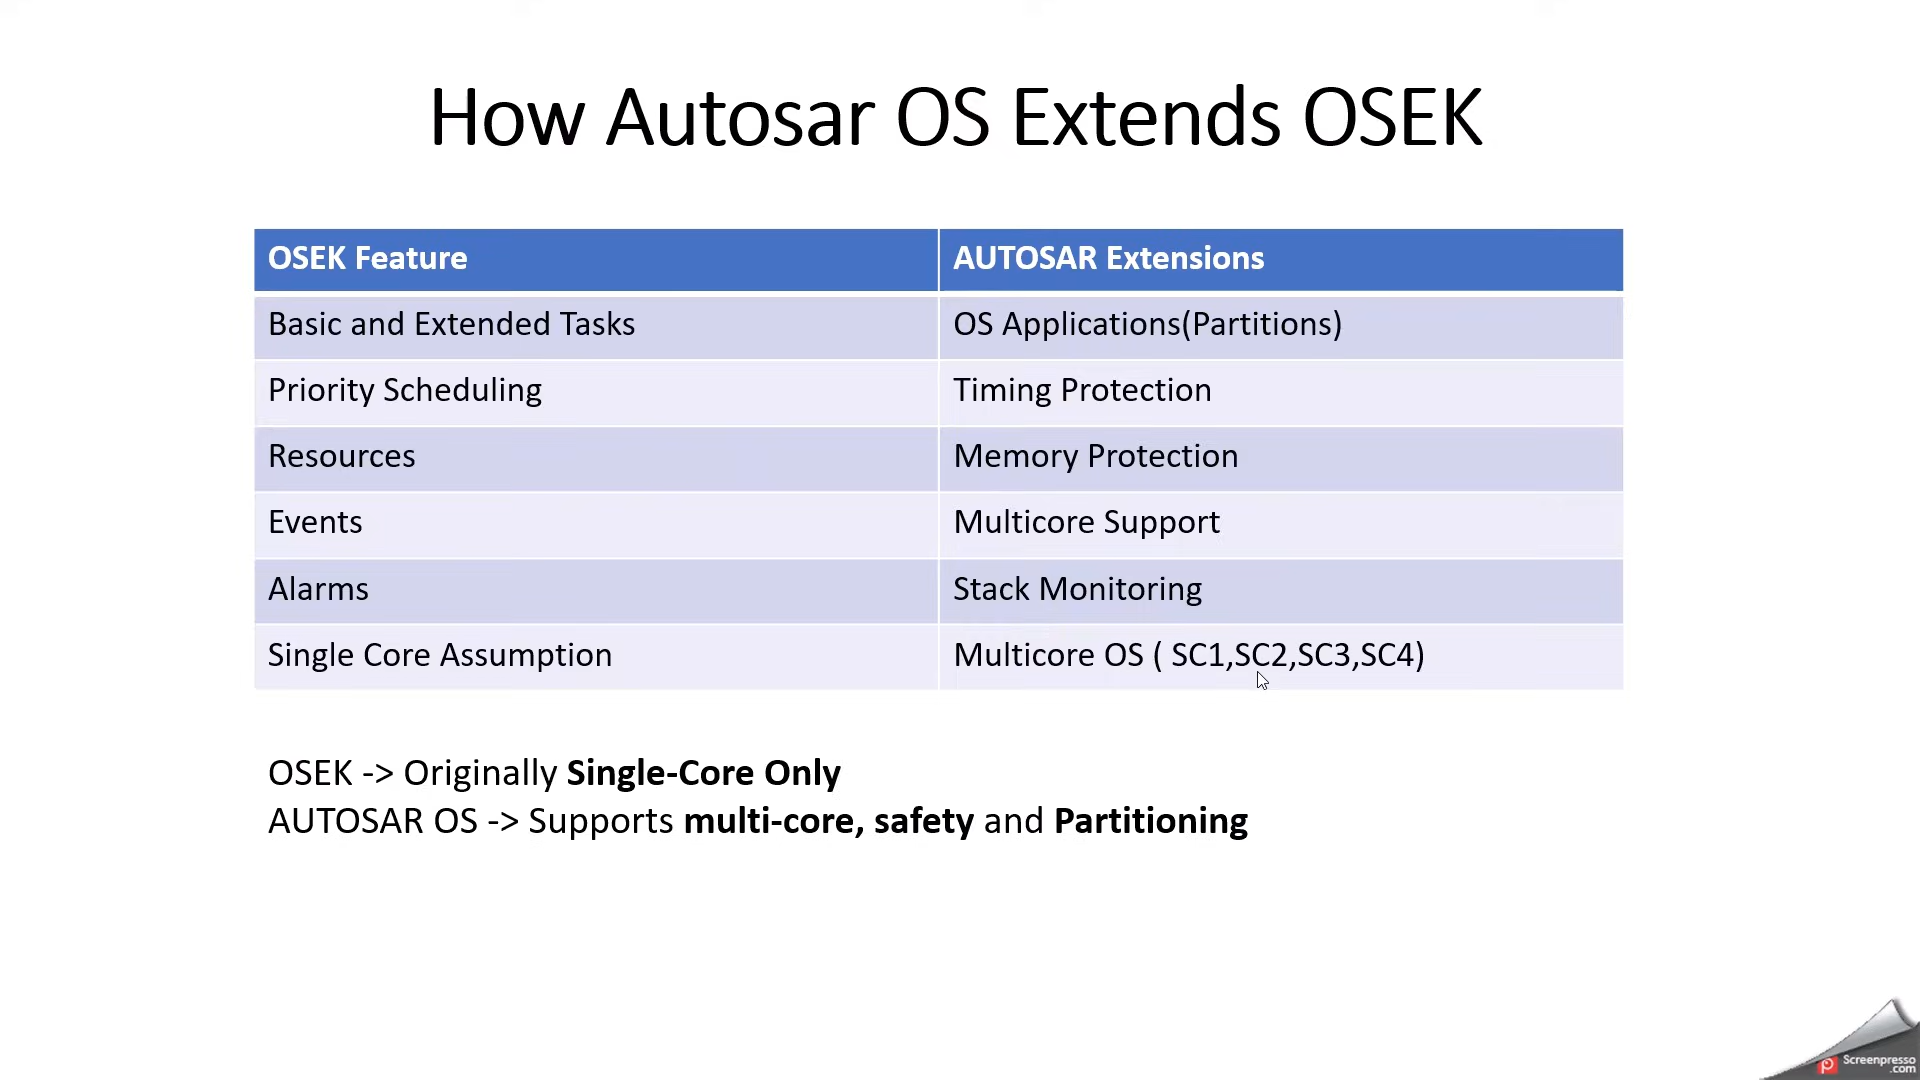 How Autosar OS Extends OSEK
OSEK Feature
AUTOSAR Extensions
Basic and Extended Tasks
OS Applications(Partitions)
Priority Scheduling
Timing Protection
Resources
Memory Protection
Events
Multicore Support
Alarms
Stack Monitoring
Single Core Assumption
Multicore OS ( SC1,SC2,SC3,SC4)
OSEK -> Originally Single-Core Only
AUTOSAR OS -> Supports multi-core, safety and Partitioning
Screenpresso
.com